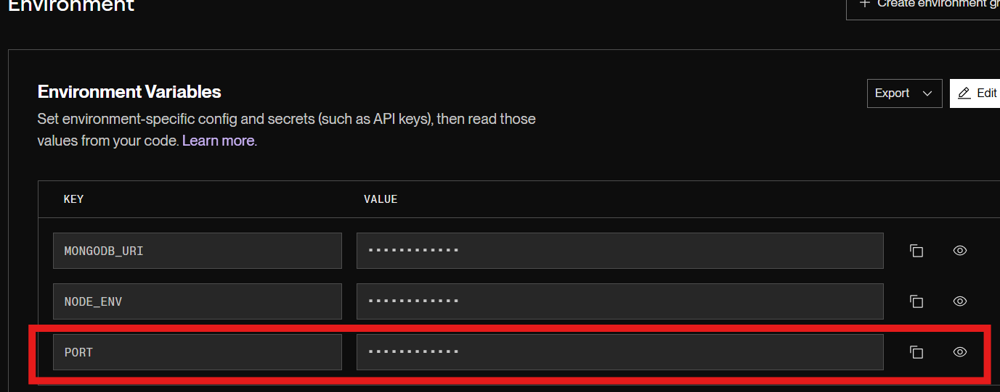 Environment
+ Create environment gr
Environment Variables
Export
Edit
Set environment-specific config and secrets (such as API keys), then read those
values from your code. Learn more.
KEY VALUE
MONGODB_URI ············
NODE_ENV ············
PORT ············